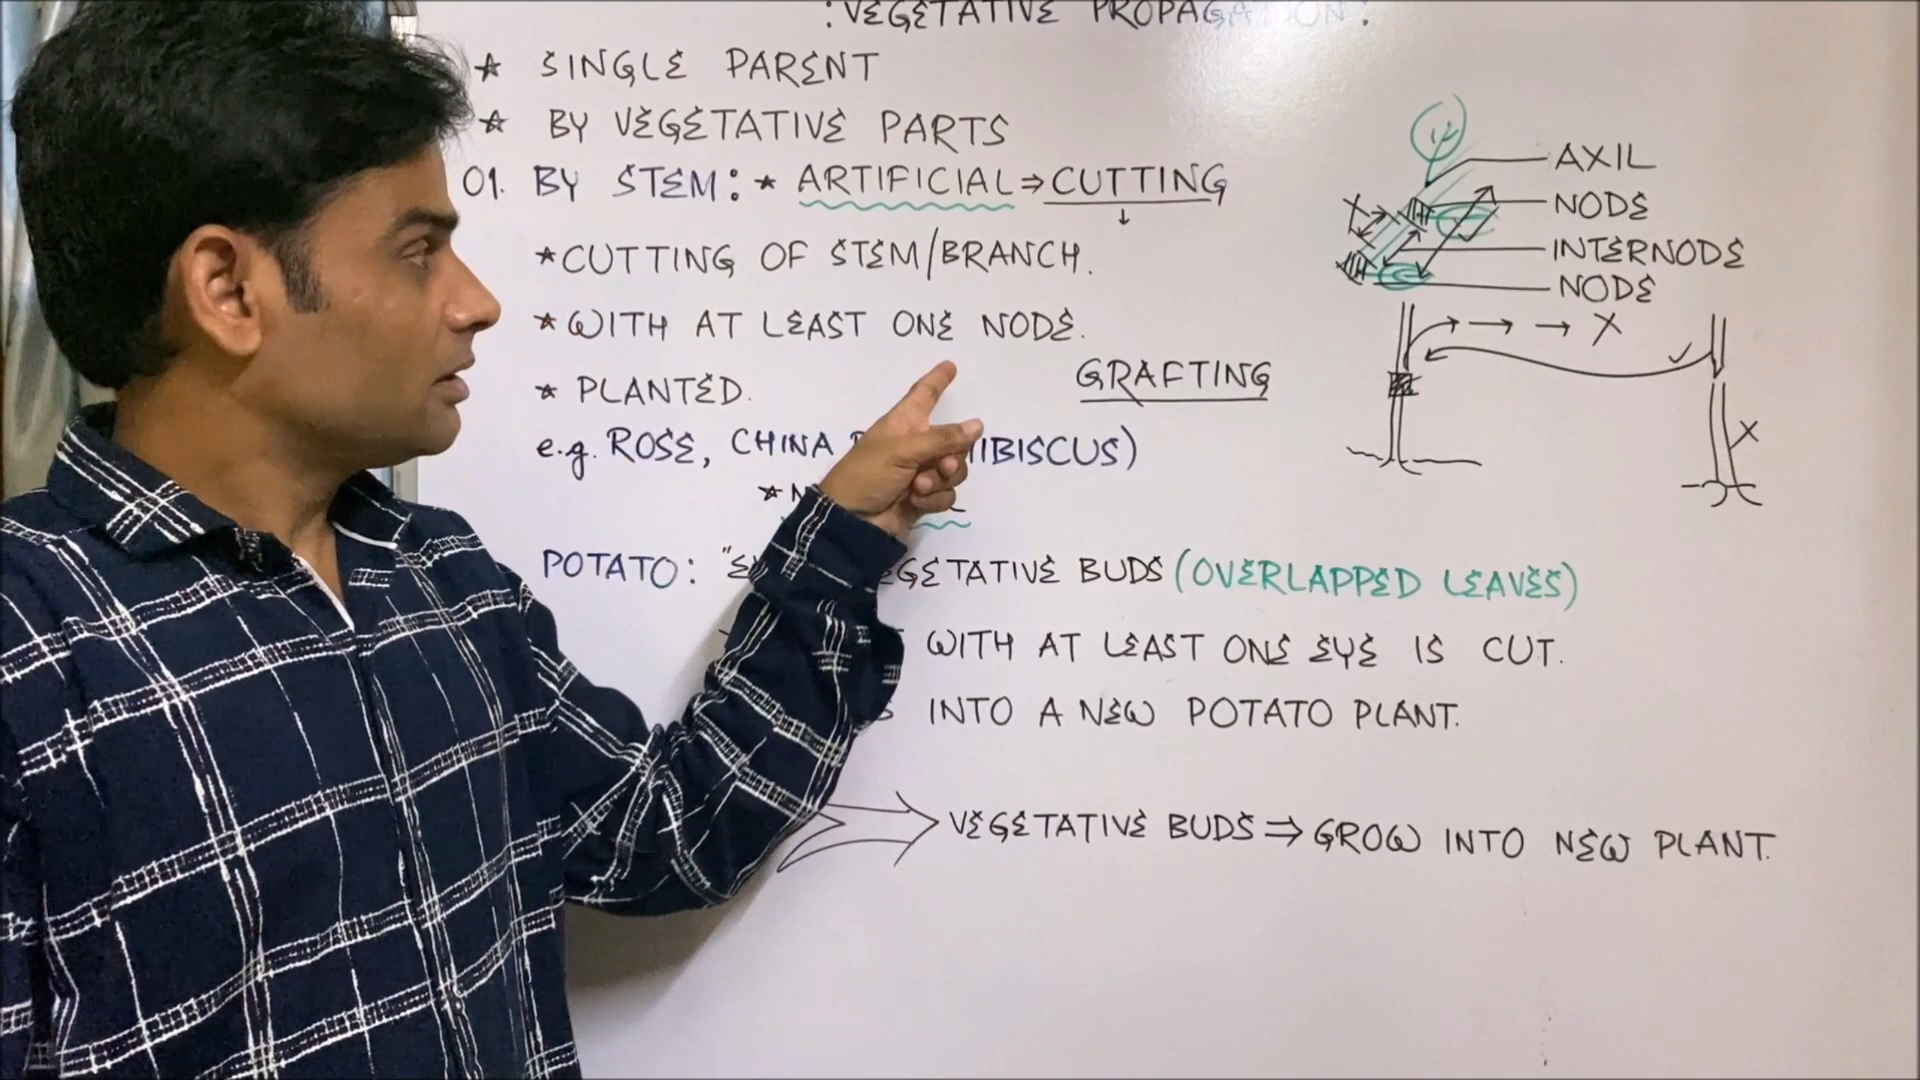 :VEGETATIVE PROPAGATION:
* SINGLE PARENT
* BY VEGETATIVE PARTS
01. BY STEM: * ARTIFICIAL ⇒ CUTTING
↓
* CUTTING OF STEM/BRANCH.
* WITH AT LEAST ONE NODE.
* PLANTED.
e.g. ROSE, CHINA IBISCUS)
*
POTATO: " VEGETATIVE BUDS (OVERLAPPED LEAVES)
WITH AT LEAST ONE EYE IS CUT.
INTO A NEW POTATO PLANT.
VEGETATIVE BUDS ⇒ GROW INTO NEW PLANT.
GRAFTING
AXIL
NODE
INTERNODE
NODE
→ → X
✓
X